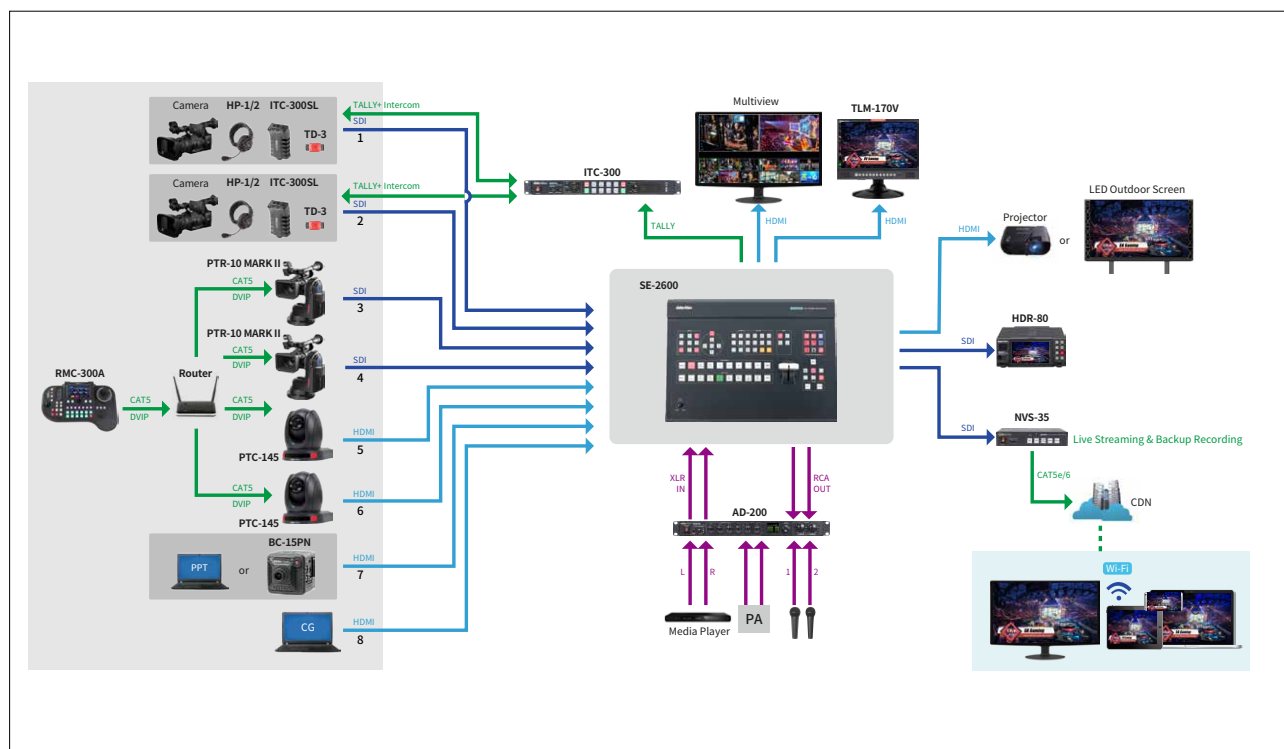 Camera HP-1/2 ITC-300SL
TD-3
TALLY+ Intercom
SDI
1
Camera HP-1/2 ITC-300SL
TD-3
TALLY+ Intercom
SDI
2
PTR-10 MARK II
CAT5
DVIP
SDI
3
PTR-10 MARK II
CAT5
DVIP
SDI
4
RMC-300A
CAT5
DVIP
Router
CAT5
DVIP
PTC-145
HDMI
5
CAT5
DVIP
PTC-145
HDMI
6
PPT
or
BC-15PN
HDMI
7
CG
HDMI
8
ITC-300
TALLY
Multiview
HDMI
TLM-170V
HDMI
SE-2600
XLR
IN
RCA
OUT
AD-200
L
R
1
2
Media Player
PA
HDMI
Projector
or
LED Outdoor Screen
SDI
HDR-80
SDI
NVS-35
Live Streaming & Backup Recording
CAT5e/6
CDN
Wi-Fi